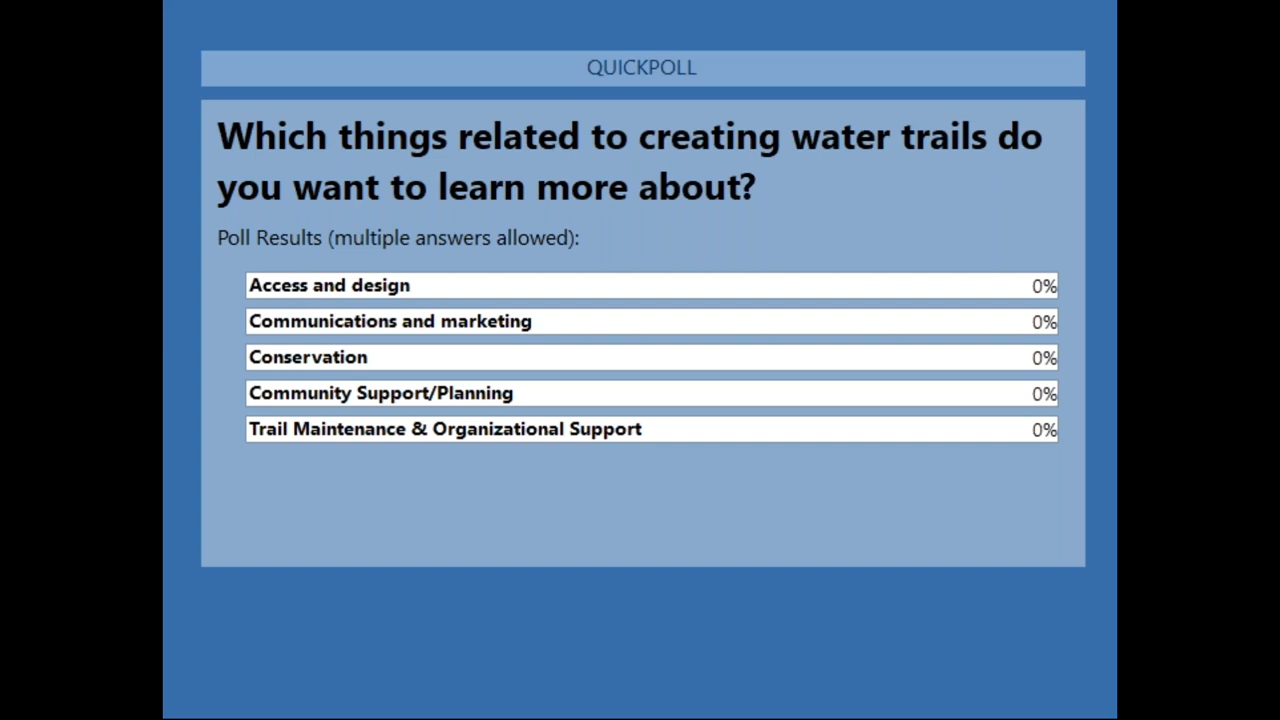 QUICKPOLL
Which things related to creating water trails do
you want to learn more about?
Poll Results (multiple answers allowed):
Access and design 0%
Communications and marketing 0%
Conservation 0%
Community Support/Planning 0%
Trail Maintenance & Organizational Support 0%